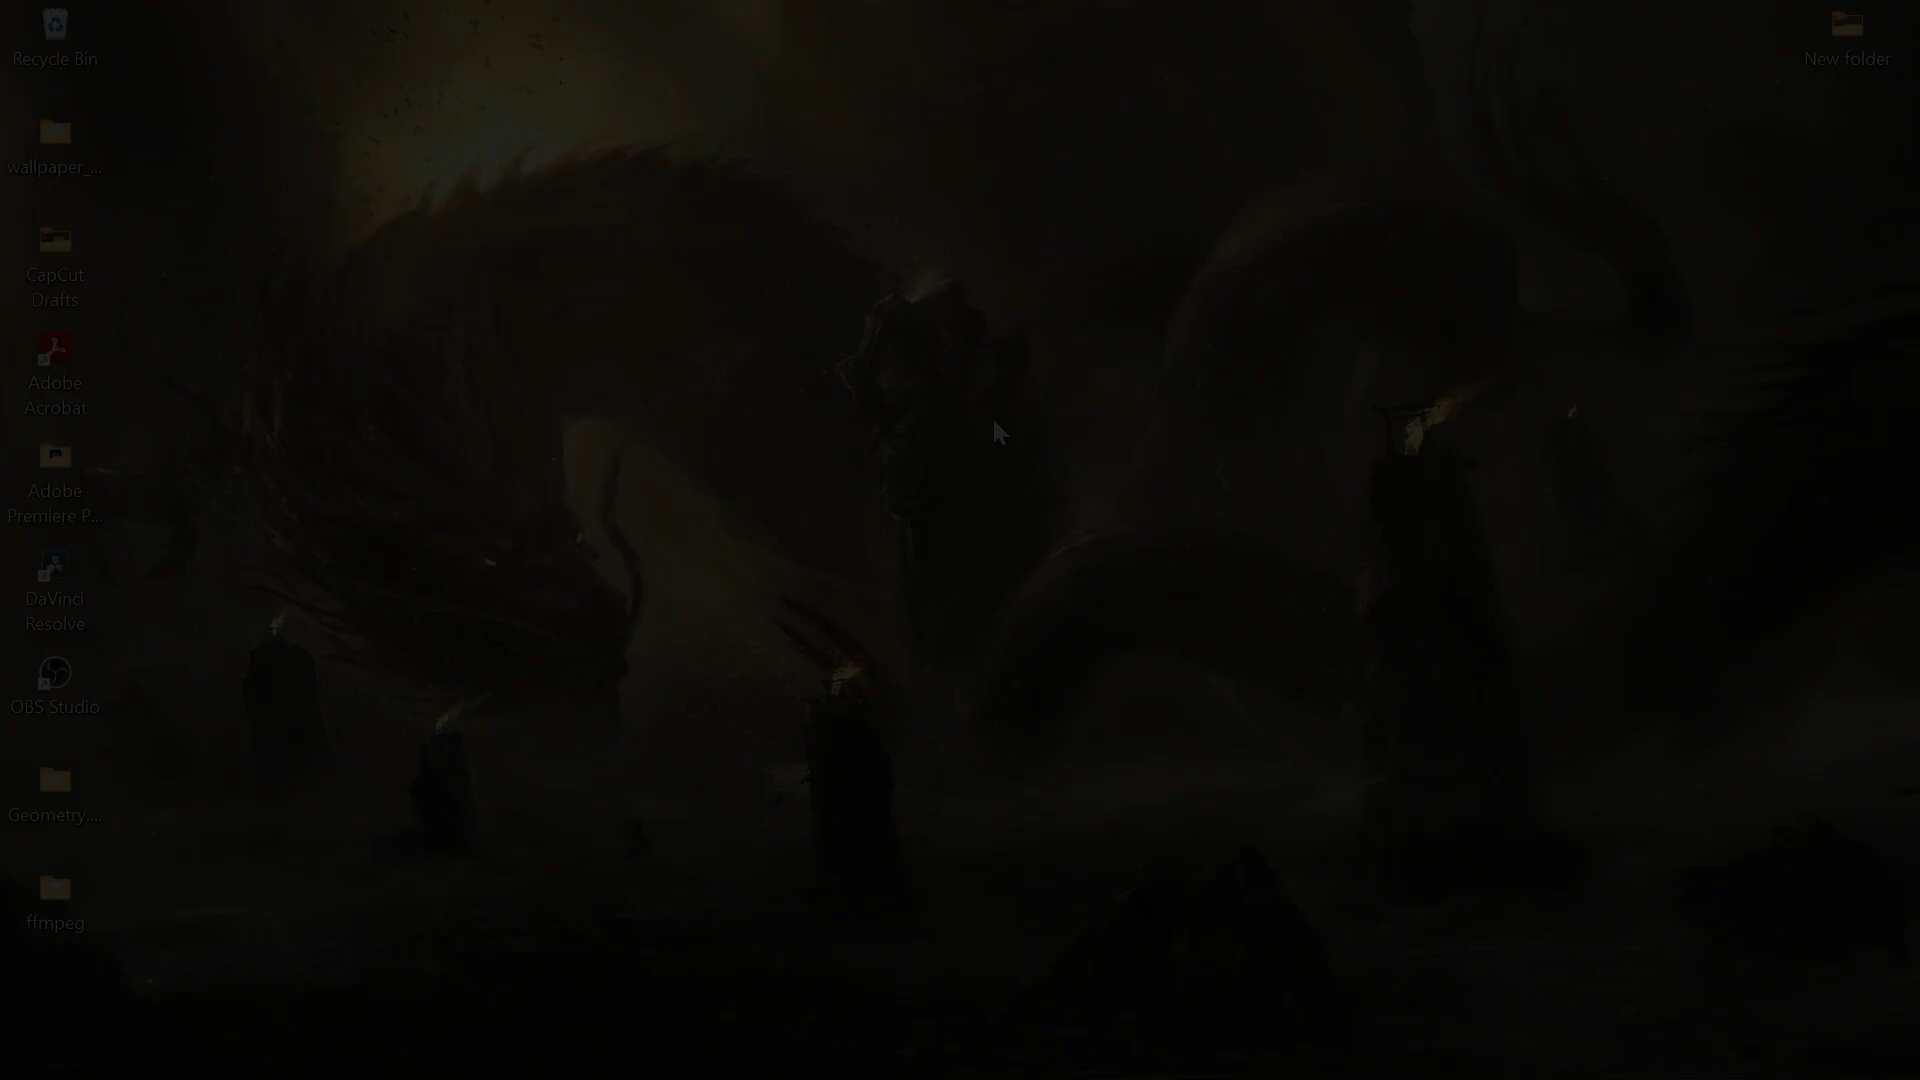 Recycle Bin
New folder
wallpaper_...
CapCut
Drafts
Adobe
Acrobat
Adobe
Premiere P...
DaVinci
Resolve
OBS Studio
Geometry....
ffmpeg